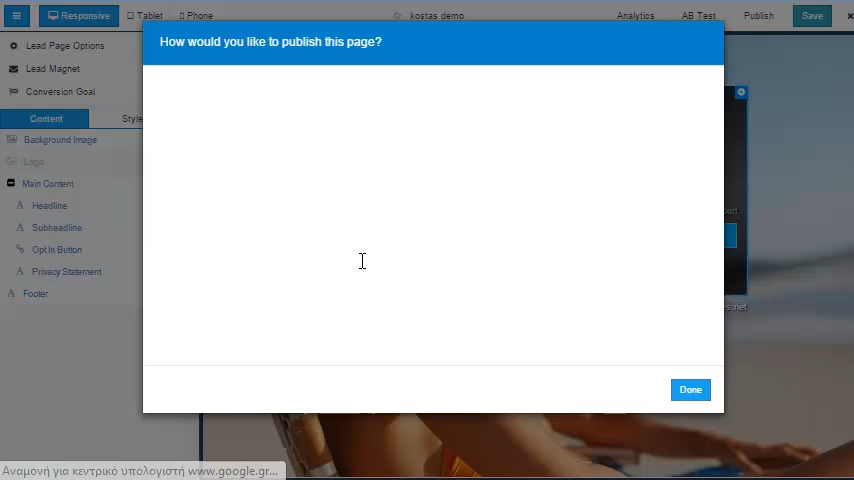 Responsive
Tablet
Phone
kostas demo
Analytics
AB Test
Publish
Save
How would you like to publish this page?
Lead Page Options
Lead Magnet
Conversion Goal
Content
Style
Background Image
Logo
Main Content
Headline
Subheadline
Opt In Button
Privacy Statement
Footer
Done
Αναμονή για κεντρικό υπολογιστή www.google.gr...